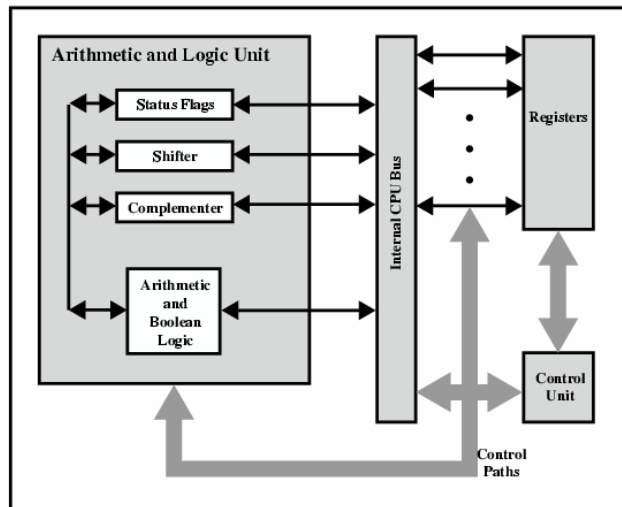 Arithmetic and Logic Unit
Status Flags
Shifter
Complementer
Arithmetic
and
Boolean
Logic
Internal CPU Bus
Registers
Control
Unit
Control
Paths